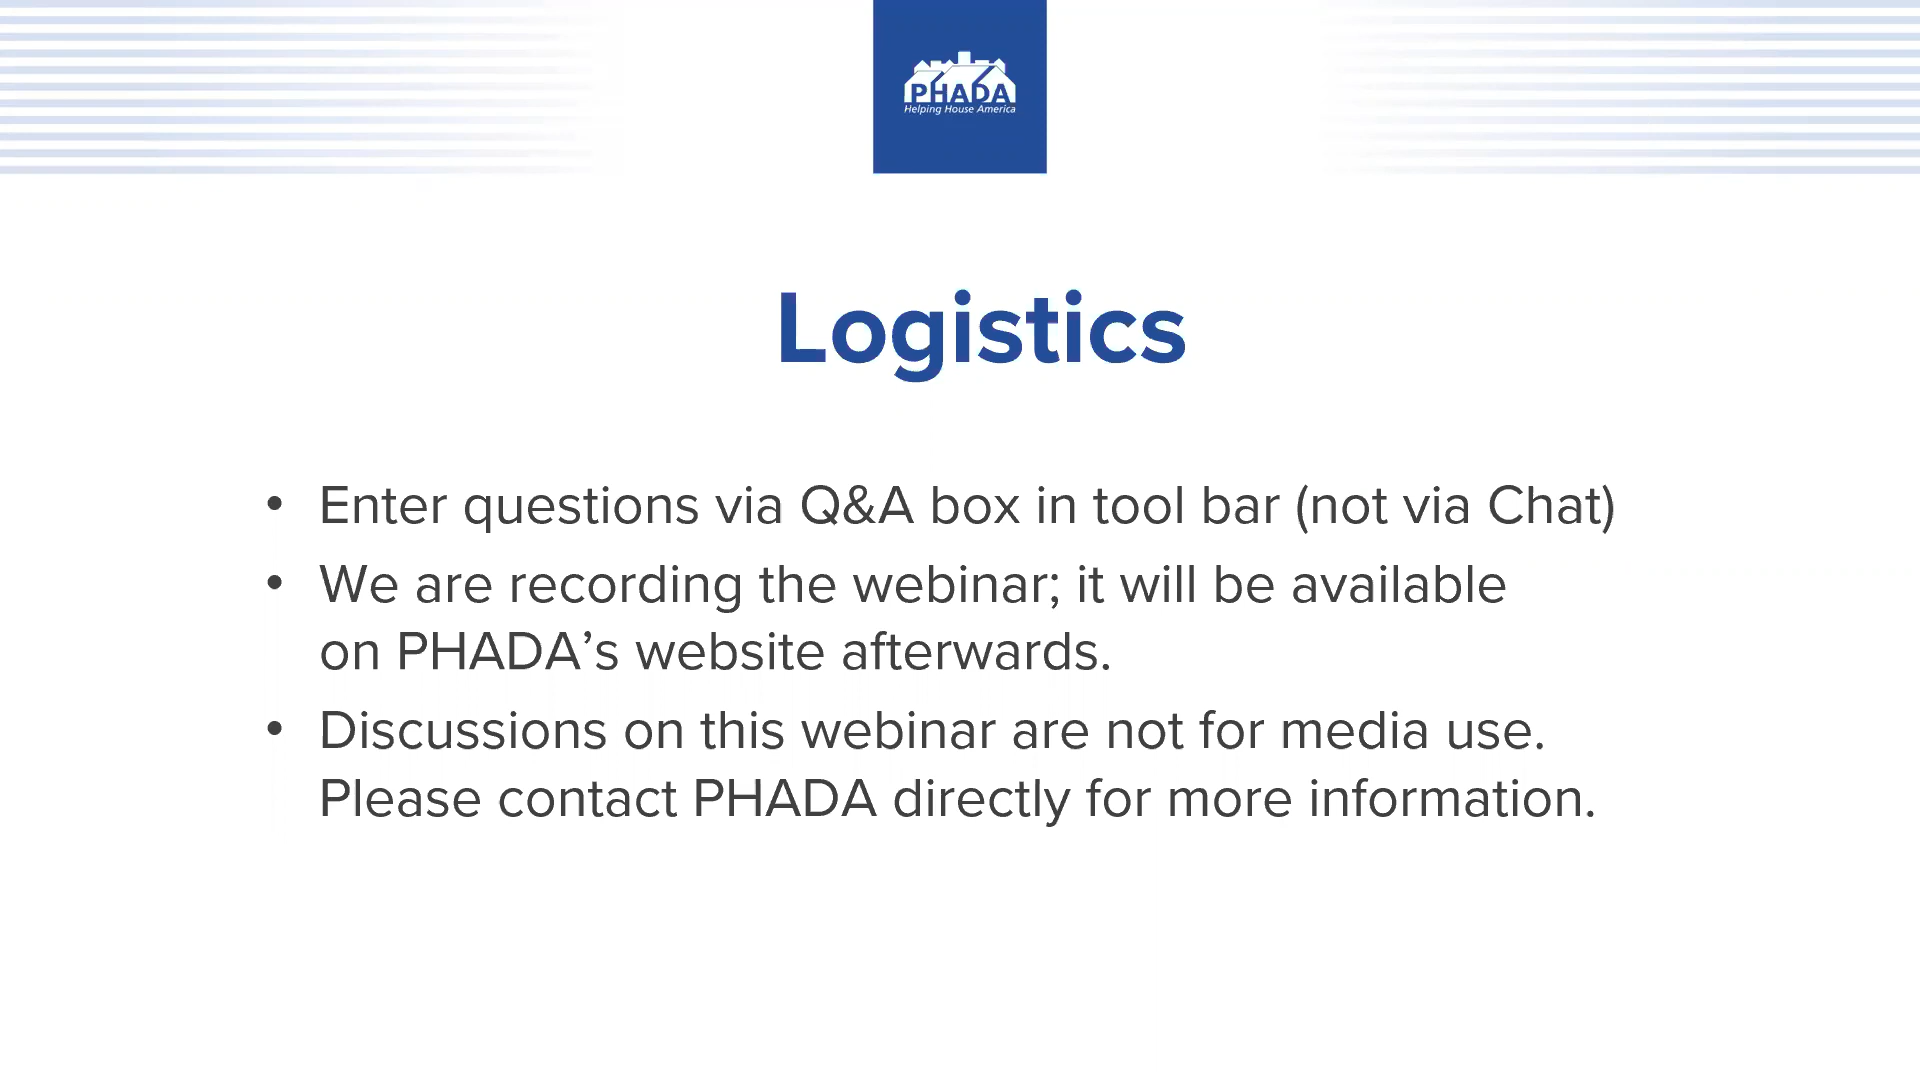 PHADA
Helping House America
Logistics
• Enter questions via Q&A box in tool bar (not via Chat)
• We are recording the webinar; it will be available
on PHADA’s website afterwards.
• Discussions on this webinar are not for media use.
Please contact PHADA directly for more information.